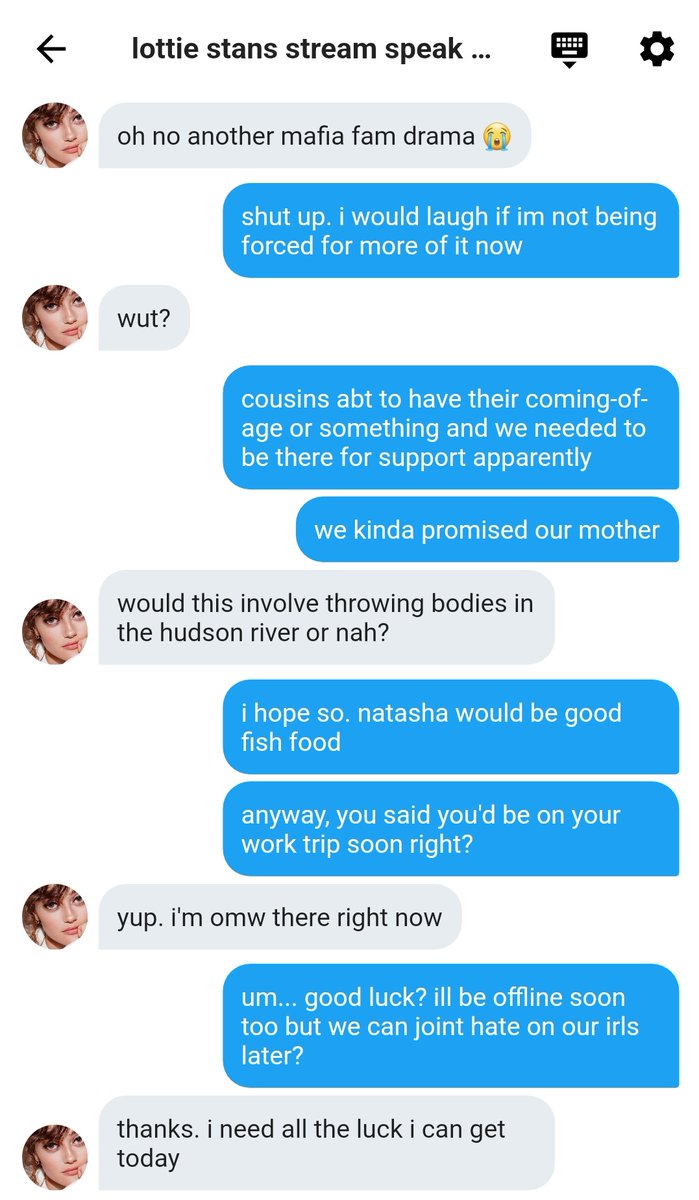 lottie stans stream speak ...
oh no another mafia fam drama 😭
shut up. i would laugh if im not being
forced for more of it now
wut?
cousins abt to have their coming-of-
age or something and we needed to
be there for support apparently
we kinda promised our mother
would this involve throwing bodies in
the hudson river or nah?
i hope so. natasha would be good
fish food
anyway, you said you'd be on your
work trip soon right?
yup. i'm omw there right now
um... good luck? ill be offline soon
too but we can joint hate on our irls
later?
thanks. i need all the luck i can get
today